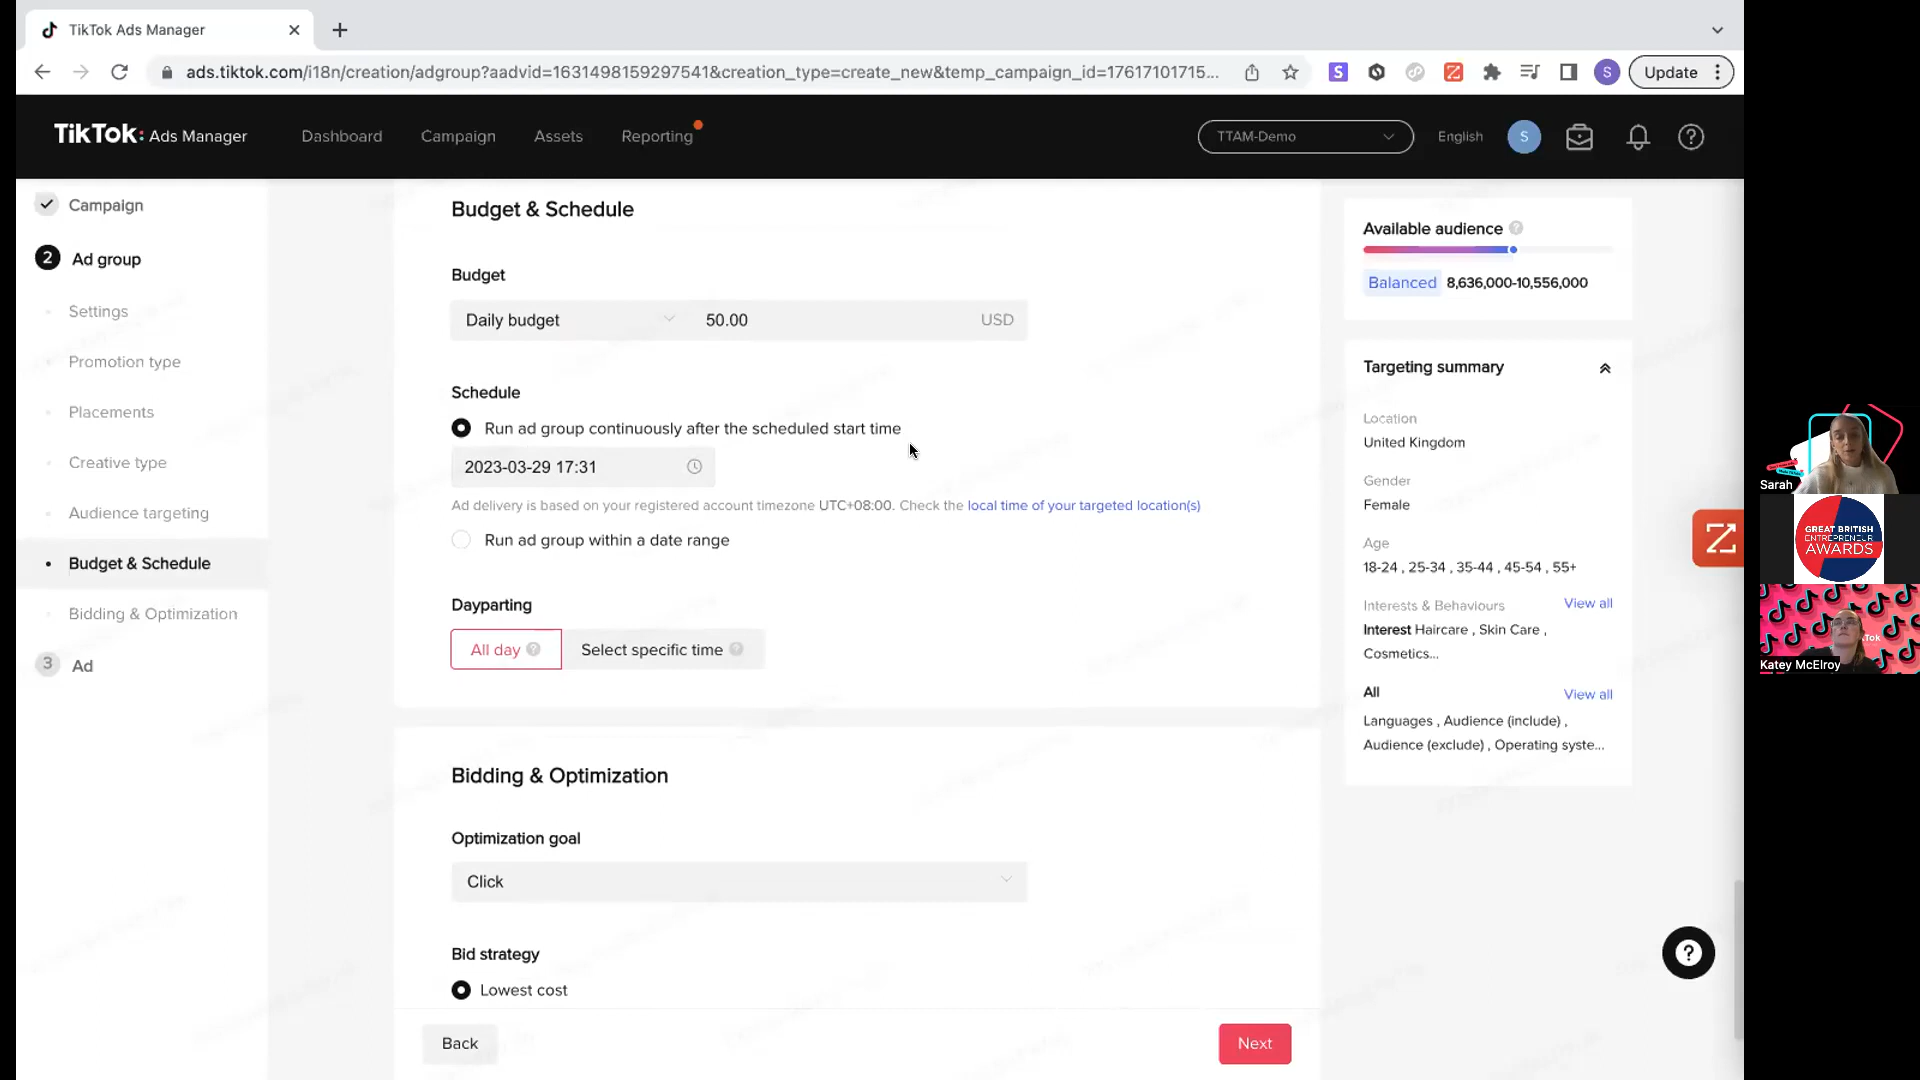 TikTok Ads Manager
ads.tiktok.com/i18n/creation/adgroup?aadvid=1631498159297541&creation_type=create_new&temp_campaign_id=17617101715...
S
Z
S
Update
TikTok: Ads Manager
Dashboard
Campaign
Assets
Reporting
TTAM-Demo
English
S
Campaign
2 Ad group
Settings
Promotion type
Placements
Creative type
Audience targeting
Budget & Schedule
Bidding & Optimization
3 Ad
Budget & Schedule
Budget
Daily budget 50.00 USD
Schedule
Run ad group continuously after the scheduled start time
2023-03-29 17:31
Ad delivery is based on your registered account timezone UTC+08:00. Check the local time of your targeted location(s)
Run ad group within a date range
Dayparting
All day ?
Select specific time ?
Bidding & Optimization
Optimization goal
Click
Bid strategy
Lowest cost
Back
Next
Available audience ?
Balanced 8,636,000-10,556,000
Targeting summary
Location
United Kingdom
Gender
Female
Age
18-24 , 25-34 , 35-44 , 45-54 , 55+
Interests & Behaviours View all
Interest Haircare , Skin Care ,
Cosmetics...
All View all
Languages , Audience (include) ,
Audience (exclude) , Operating syste...
?
Z
Sarah
GREAT BRITISH
ENTREPRENEUR
AWARDS
Tok
Katey McElroy